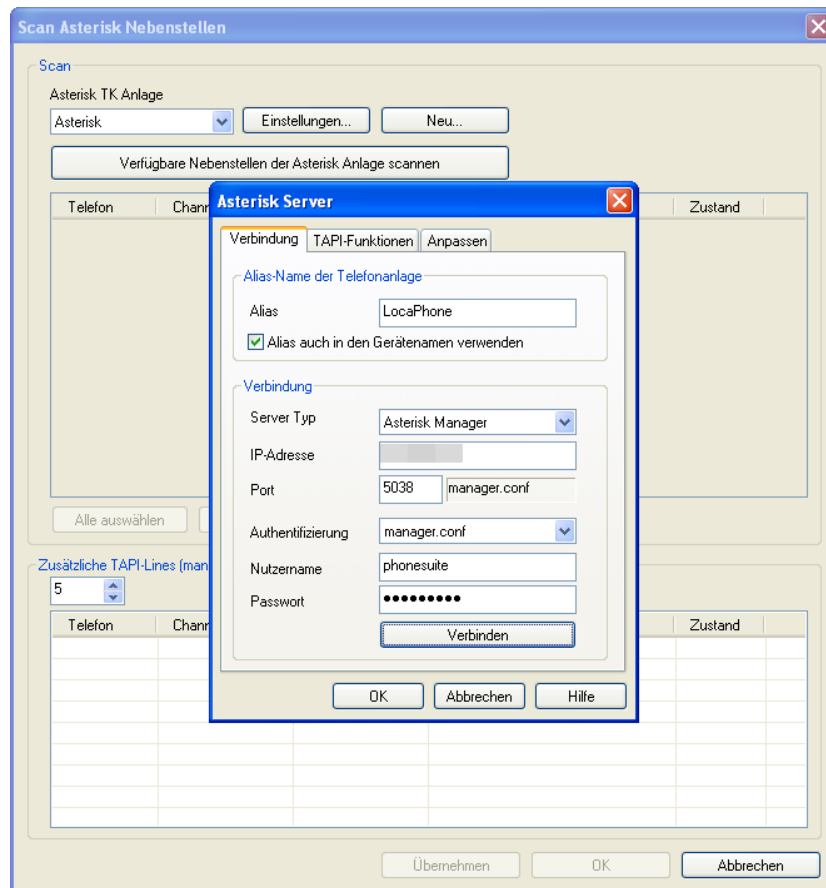 Scan Asterisk Nebenstellen
Scan
Asterisk TK Anlage
Asterisk Einstellungen... Neu...
Verfügbare Nebenstellen der Asterisk Anlage scannen
Telefon Chann Zustand
Asterisk Server
Verbindung TAPI-Funktionen Anpassen
Alias-Name der Telefonanlage
Alias LocaPhone
Alias auch in den Gerätenamen verwenden
Verbindung
Server Typ Asterisk Manager
IP-Adresse
Port 5038 manager.conf
Authentifizierung manager.conf
Nutzername phonesuite
Passwort •••••••••
Verbinden
OK Abbrechen Hilfe
Alle auswählen
Zusätzliche TAPI-Lines (man
5
Telefon Chann Zustand
Übernehmen OK Abbrechen